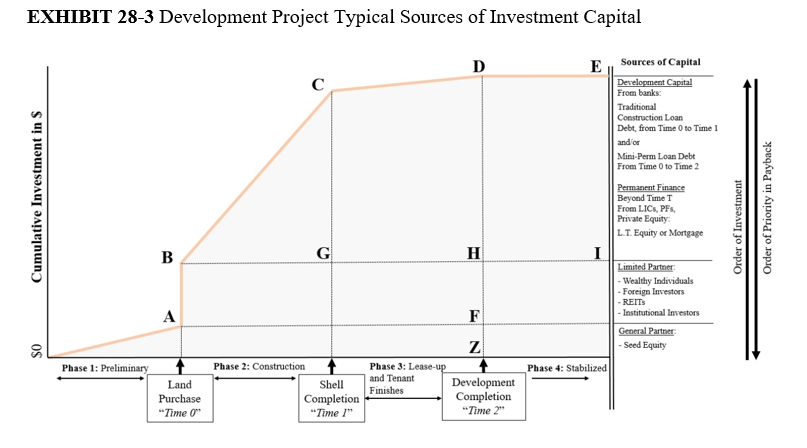 EXHIBIT 28-3 Development Project Typical Sources of Investment Capital
Cumulative Investment in $
$0
A
B
C
D
E
G
H
I
F
Z
Phase 1: Preliminary
Phase 2: Construction
Phase 3: Lease-up
and Tenant
Finishes
Phase 4: Stabilized
Land
Purchase
“Time 0”
Shell
Completion
“Time 1”
Development
Completion
“Time 2”
Sources of Capital
Development Capital
From banks:
Traditional
Construction Loan
Debt, from Time 0 to Time 1
and/or
Mini-Perm Loan Debt
From Time 0 to Time 2
Permanent Finance
Beyond Time T
From LICs, PFs,
Private Equity:
L.T. Equity or Mortgage
Limited Partner:
- Wealthy Individuals
- Foreign Investors
- REITs
- Institutional Investors
General Partner:
- Seed Equity
Order of Investment
Order of Priority in Payback